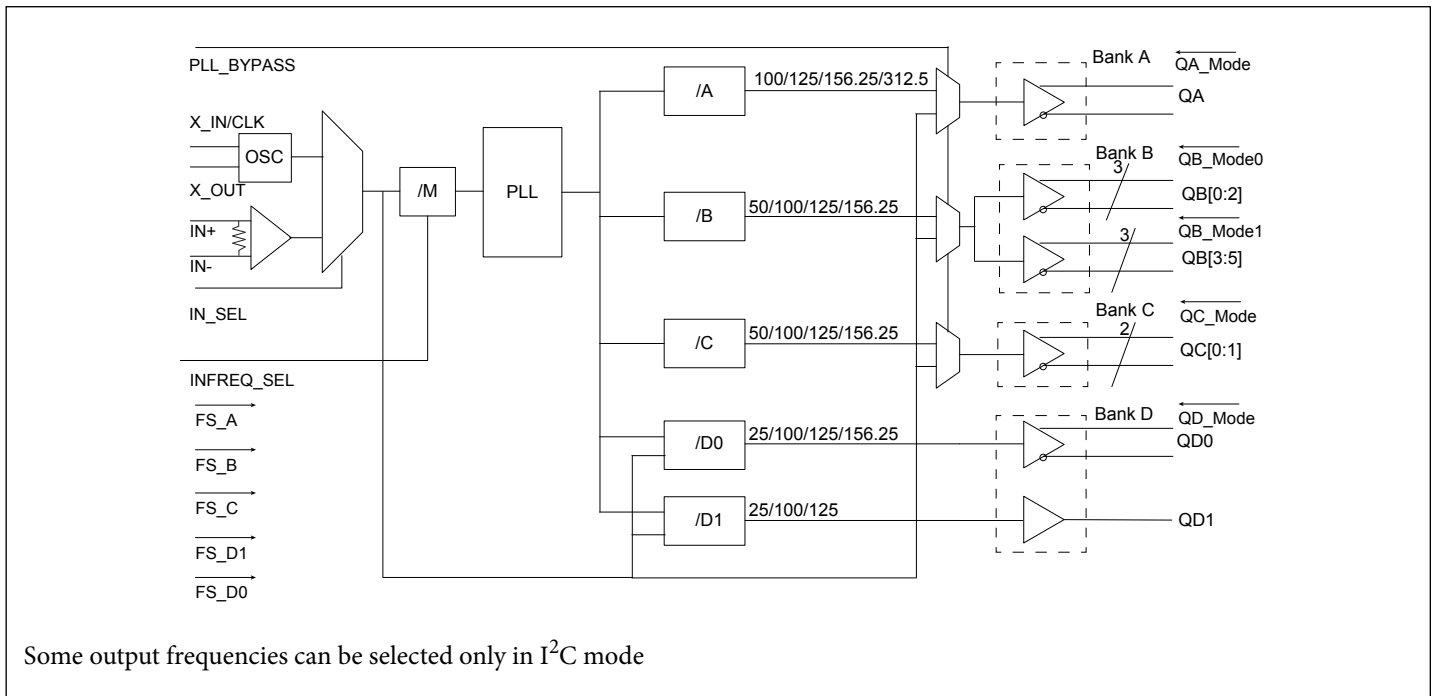 PLL_BYPASS
X_IN/CLK
OSC
X_OUT
IN+
IN-
IN_SEL
INFREQ_SEL
FS_A
FS_B
FS_C
FS_D1
FS_D0
/M
PLL
/A
100/125/156.25/312.5
/B
50/100/125/156.25
/C
50/100/125/156.25
/D0
25/100/125/156.25
/D1
25/100/125
Bank A
QA_Mode
QA
Bank B
QB_Mode0
3
QB[0:2]
QB_Mode1
3
QB[3:5]
Bank C
QC_Mode
2
QC[0:1]
Bank D
QD_Mode
QD0
QD1
Some output frequencies can be selected only in I²C mode